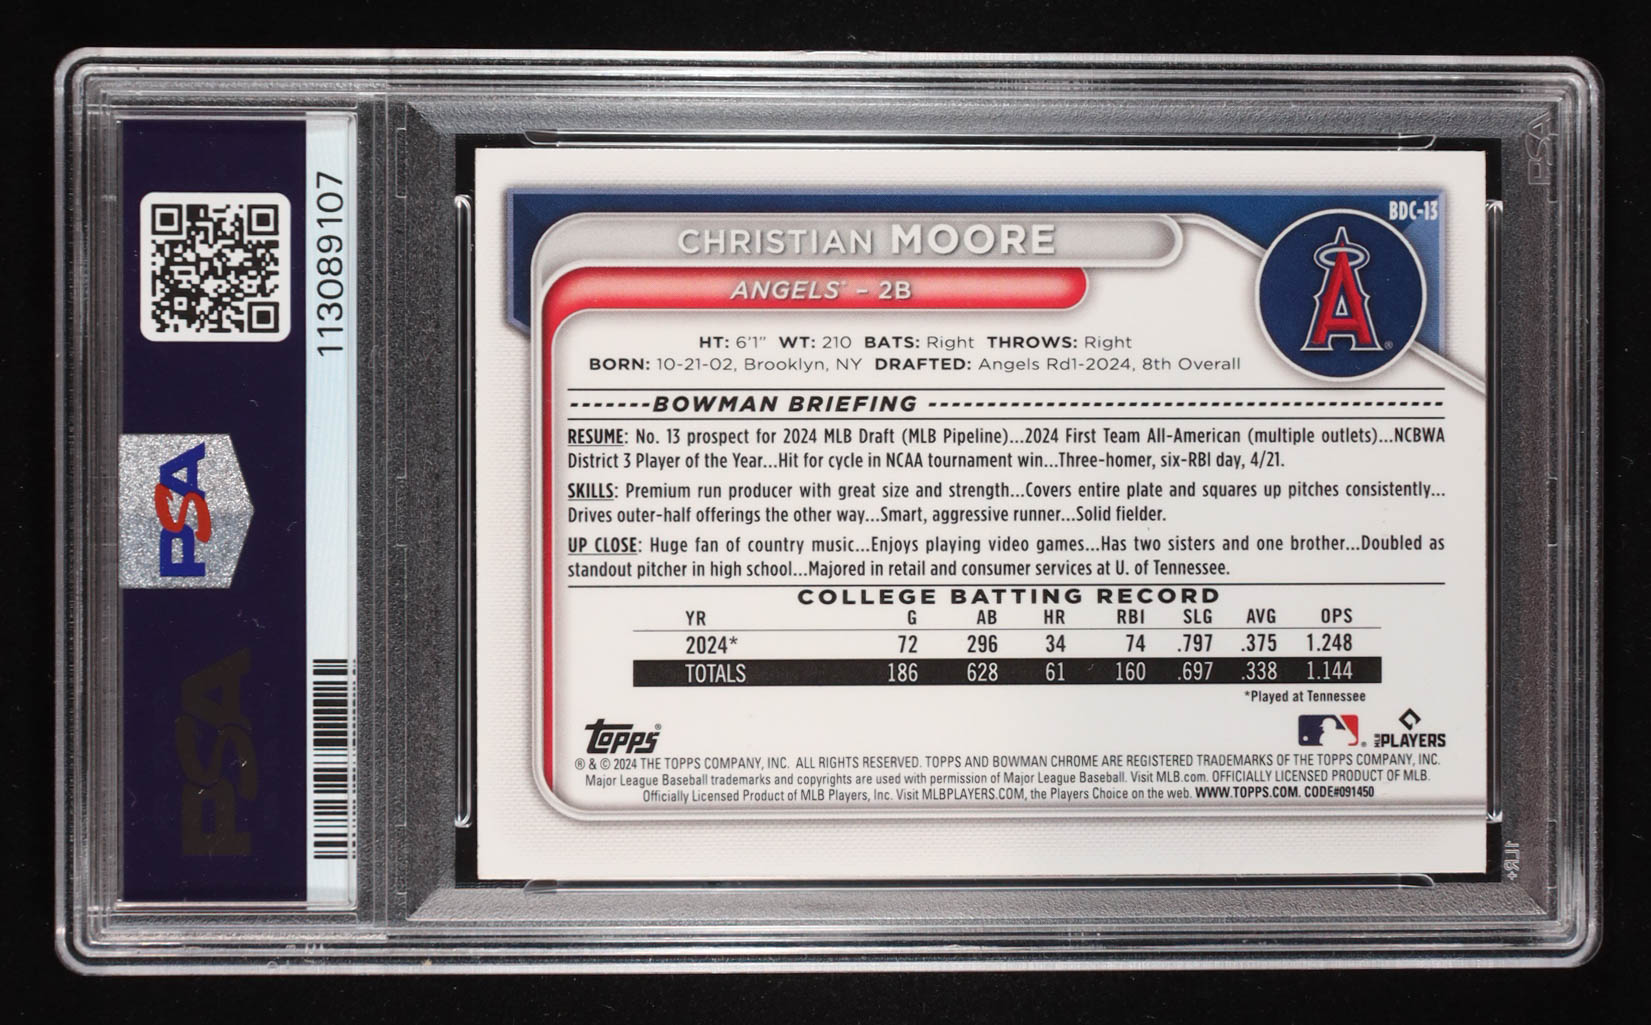 113089107
PSA
PSA
PSA
1LR+
BDC-13
CHRISTIAN MOORE
ANGELS - 2B
A
HT: 6'1" WT: 210 BATS: Right THROWS: Right
BORN: 10-21-02, Brooklyn, NY DRAFTED: Angels Rd1-2024, 8th Overall
BOWMAN BRIEFING
RESUME: No. 13 prospect for 2024 MLB Draft (MLB Pipeline)...2024 First Team All-American (multiple outlets)...NCBWA
District 3 Player of the Year...Hit for cycle in NCAA tournament win...Three-homer, six-RBI day, 4/21.
SKILLS: Premium run producer with great size and strength...Covers entire plate and squares up pitches consistently...
Drives outer-half offerings the other way...Smart, aggressive runner...Solid fielder.
UP CLOSE: Huge fan of country music...Enjoys playing video games...Has two sisters and one brother...Doubled as
standout pitcher in high school...Majored in retail and consumer services at U. of Tennessee.
COLLEGE BATTING RECORD
YR G AB HR RBI SLG AVG OPS
2024* 72 296 34 74 .797 .375 1.248
TOTALS 186 628 61 160 .697 .338 1.144
*Played at Tennessee
Topps®
MLB PLAYERS
® & © 2024 THE TOPPS COMPANY, INC. ALL RIGHTS RESERVED. TOPPS AND BOWMAN CHROME ARE REGISTERED TRADEMARKS OF THE TOPPS COMPANY, INC.
Major League Baseball trademarks and copyrights are used with permission of Major League Baseball. Visit MLB.com. OFFICIALLY LICENSED PRODUCT OF MLB.
Officially Licensed Product of MLB Players, Inc. Visit MLBPLAYERS.COM, the Players Choice on the web. WWW.TOPPS.COM. CODE#091450